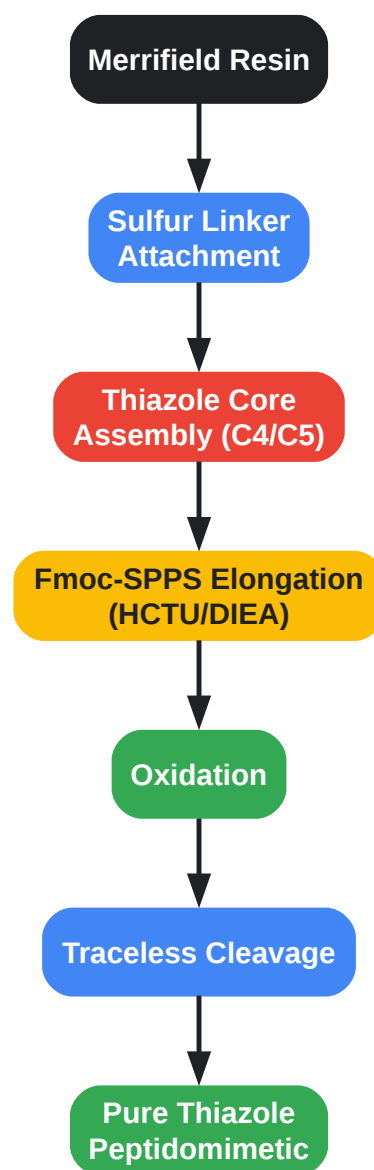 Merrifield Resin
Sulfur Linker
Attachment
Thiazole Core
Assembly (C4/C5)
Fmoc-SPPS Elongation
(HCTU/DIEA)
Oxidation
Traceless Cleavage
Pure Thiazole
Peptidomimetic